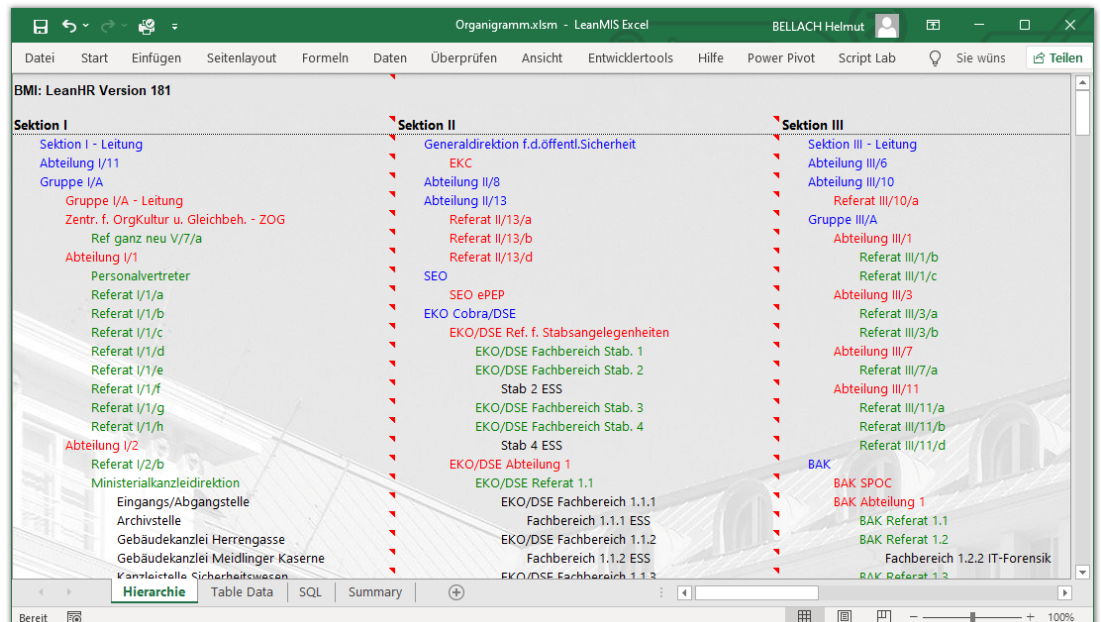 Organigramm.xlsm - LeanMIS Excel
BELLACH Helmut
Datei Start Einfügen Seitenlayout Formeln Daten Überprüfen Ansicht Entwicklertools Hilfe Power Pivot Script Lab Sie wüns Teilen
BMI: LeanHR Version 181
Sektion I
Sektion I - Leitung
Abteilung I/11
Gruppe I/A
Gruppe I/A - Leitung
Zentr. f. OrgKultur u. Gleichbeh. - ZOG
Ref ganz neu V/7/a
Abteilung I/1
Personalvertreter
Referat I/1/a
Referat I/1/b
Referat I/1/c
Referat I/1/d
Referat I/1/e
Referat I/1/f
Referat I/1/g
Referat I/1/h
Abteilung I/2
Referat I/2/b
Ministerialkanzleidirektion
Eingangs/Abgangstelle
Archivstelle
Gebäudekanzlei Herrengasse
Gebäudekanzlei Meidlinger Kaserne
Kanzleistelle Sicherheitswesen
Sektion II
Generaldirektion f.d.öffentl.Sicherheit
EKC
Abteilung II/8
Abteilung II/13
Referat II/13/a
Referat II/13/b
Referat II/13/d
SEO
SEO ePEP
EKO Cobra/DSE
EKO/DSE Ref. f. Stabsangelegenheiten
EKO/DSE Fachbereich Stab. 1
EKO/DSE Fachbereich Stab. 2
Stab 2 ESS
EKO/DSE Fachbereich Stab. 3
EKO/DSE Fachbereich Stab. 4
Stab 4 ESS
EKO/DSE Abteilung 1
EKO/DSE Referat 1.1
EKO/DSE Fachbereich 1.1.1
Fachbereich 1.1.1 ESS
EKO/DSE Fachbereich 1.1.2
Fachbereich 1.1.2 ESS
EKO/DSE Fachbereich 1.1.3
Sektion III
Sektion III - Leitung
Abteilung III/6
Abteilung III/10
Referat III/10/a
Gruppe III/A
Abteilung III/1
Referat III/1/b
Referat III/1/c
Abteilung III/3
Referat III/3/a
Referat III/3/b
Abteilung III/7
Referat III/7/a
Abteilung III/11
Referat III/11/a
Referat III/11/b
Referat III/11/d
BAK
BAK SPOC
BAK Abteilung 1
BAK Referat 1.1
BAK Referat 1.2
Fachbereich 1.2.2 IT-Forensik
BAK Referat 1.3
Hierarchie Table Data SQL Summary
Bereit
100%